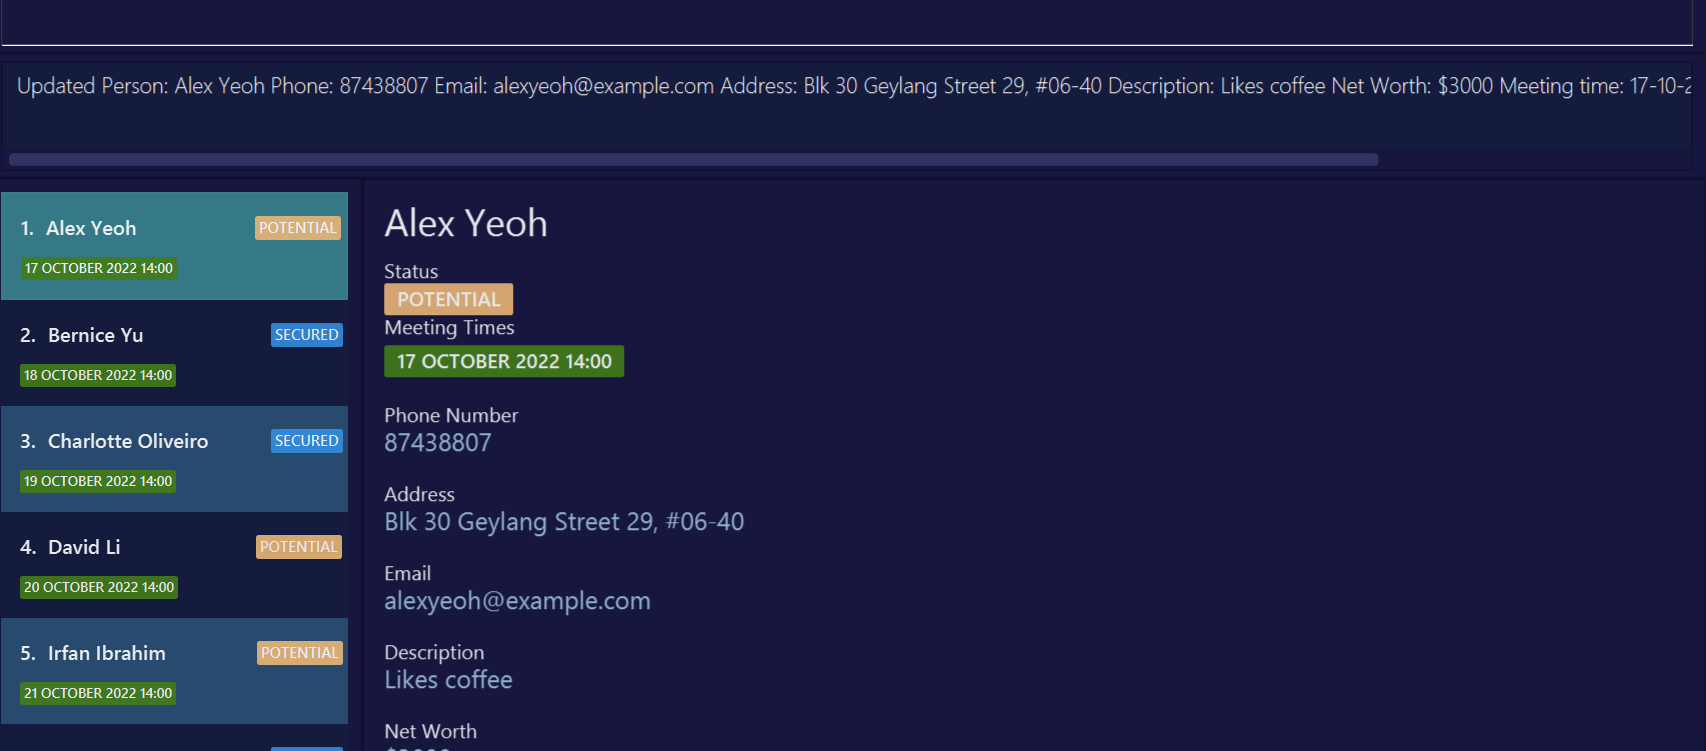 Updated Person: Alex Yeoh Phone: 87438807 Email: alexyeoh@example.com Address: Blk 30 Geylang Street 29, #06-40 Description: Likes coffee Net Worth: $3000 Meeting time: 17-10-2
1. Alex Yeoh POTENTIAL
17 OCTOBER 2022 14:00
2. Bernice Yu SECURED
18 OCTOBER 2022 14:00
3. Charlotte Oliveiro SECURED
19 OCTOBER 2022 14:00
4. David Li POTENTIAL
20 OCTOBER 2022 14:00
5. Irfan Ibrahim POTENTIAL
21 OCTOBER 2022 14:00
Alex Yeoh
Status
POTENTIAL
Meeting Times
17 OCTOBER 2022 14:00
Phone Number
87438807
Address
Blk 30 Geylang Street 29, #06-40
Email
alexyeoh@example.com
Description
Likes coffee
Net Worth